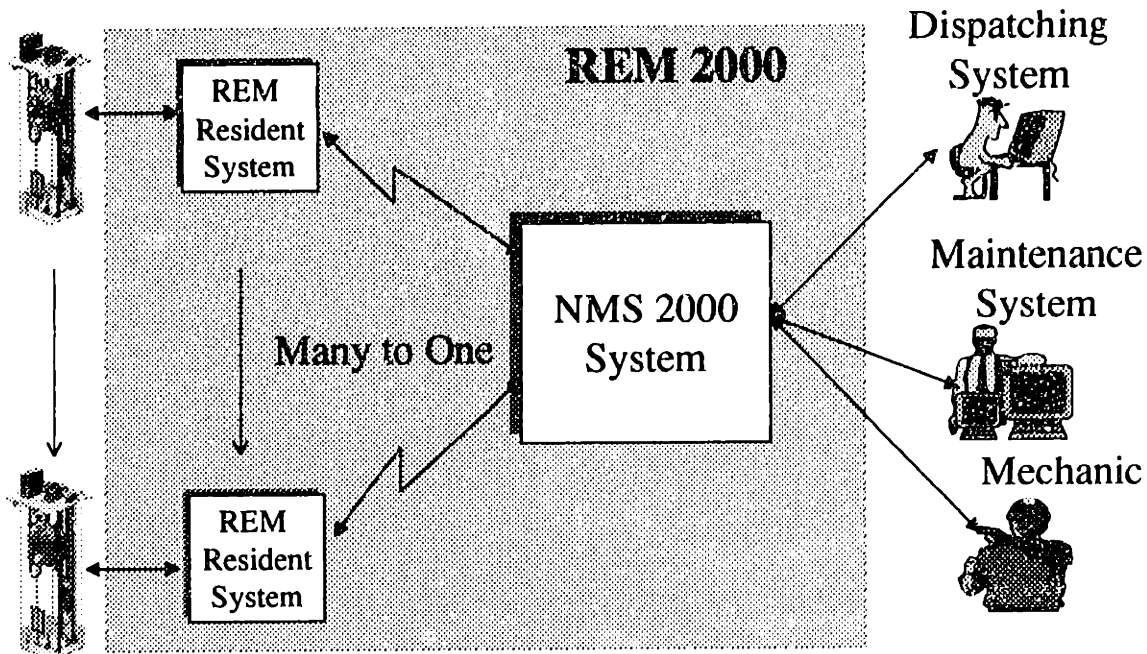 REM 2000
REM
Resident
System
Many to One
REM
Resident
System
NMS 2000
System
Dispatching
System
Maintenance
System
Mechanic